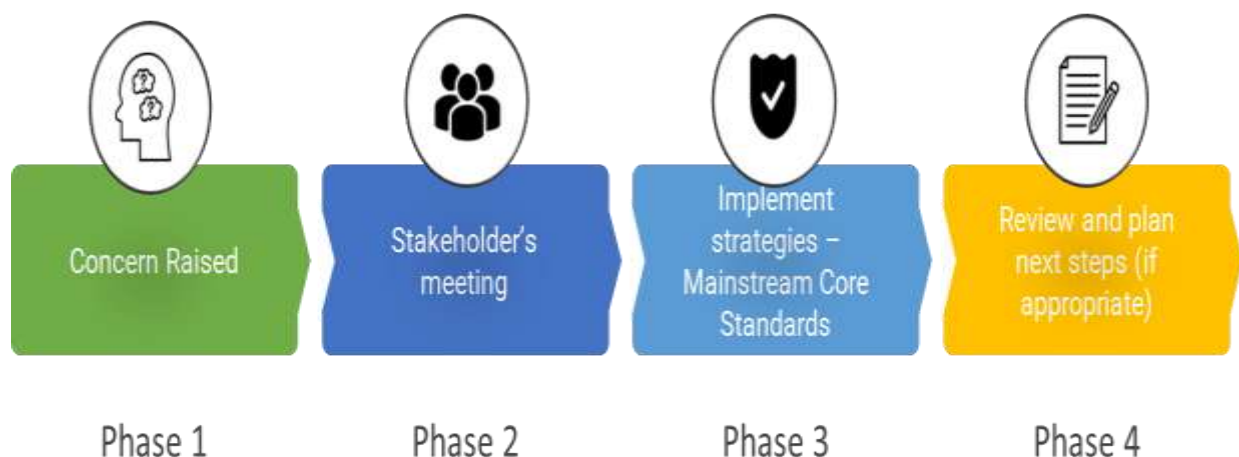 Concern Raised
Stakeholder's
meeting
Implement
strategies –
Mainstream Core
Standards
Review and plan
next steps (if
appropriate)
Phase 1
Phase 2
Phase 3
Phase 4